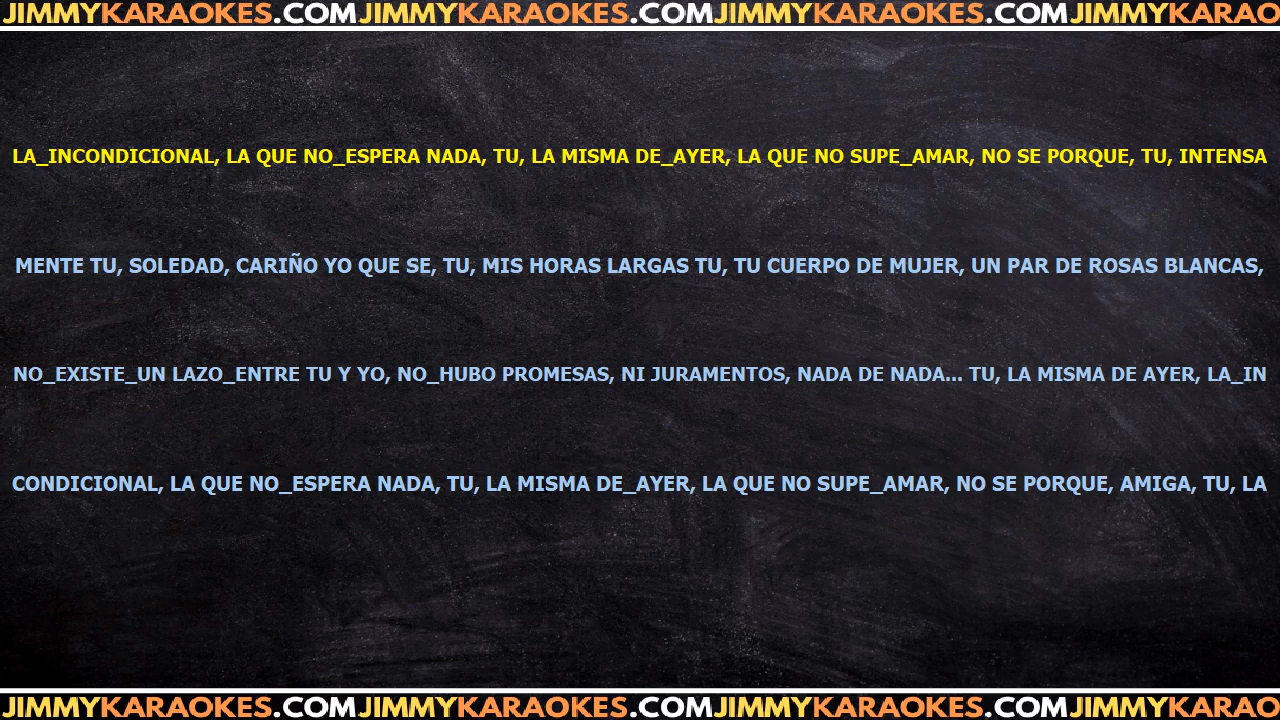 JIMMYKARAOKES.COMJIMMYKARAOKES.COMJIMMYKARAOKES.COMJIMMYKARAO
LA_INCONDICIONAL, LA QUE NO_ESPERA NADA, TU, LA MISMA DE_AYER, LA QUE NO SUPE_AMAR, NO SE PORQUE, TU, INTENSA
MENTE TU, SOLEDAD, CARIÑO YO QUE SE, TU, MIS HORAS LARGAS TU, TU CUERPO DE MUJER, UN PAR DE ROSAS BLANCAS,
NO_EXISTE_UN LAZO_ENTRE TU Y YO, NO_HUBO PROMESAS, NI JURAMENTOS, NADA DE NADA... TU, LA MISMA DE AYER, LA_IN
CONDICIONAL, LA QUE NO_ESPERA NADA, TU, LA MISMA DE_AYER, LA QUE NO SUPE_AMAR, NO SE PORQUE, AMIGA, TU, LA
JIMMYKARAOKES.COMJIMMYKARAOKES.COMJIMMYKARAOKES.COMJIMMYKARAO